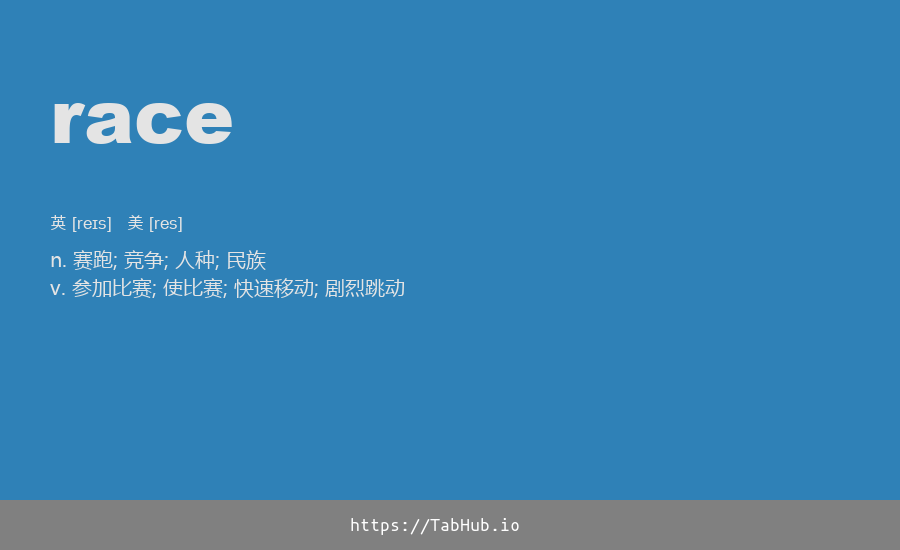 race
英 [reɪs] 美 [res]
n. 赛跑; 竞争; 人种; 民族
v. 参加比赛; 使比赛; 快速移动; 剧烈跳动
https://TabHub.io